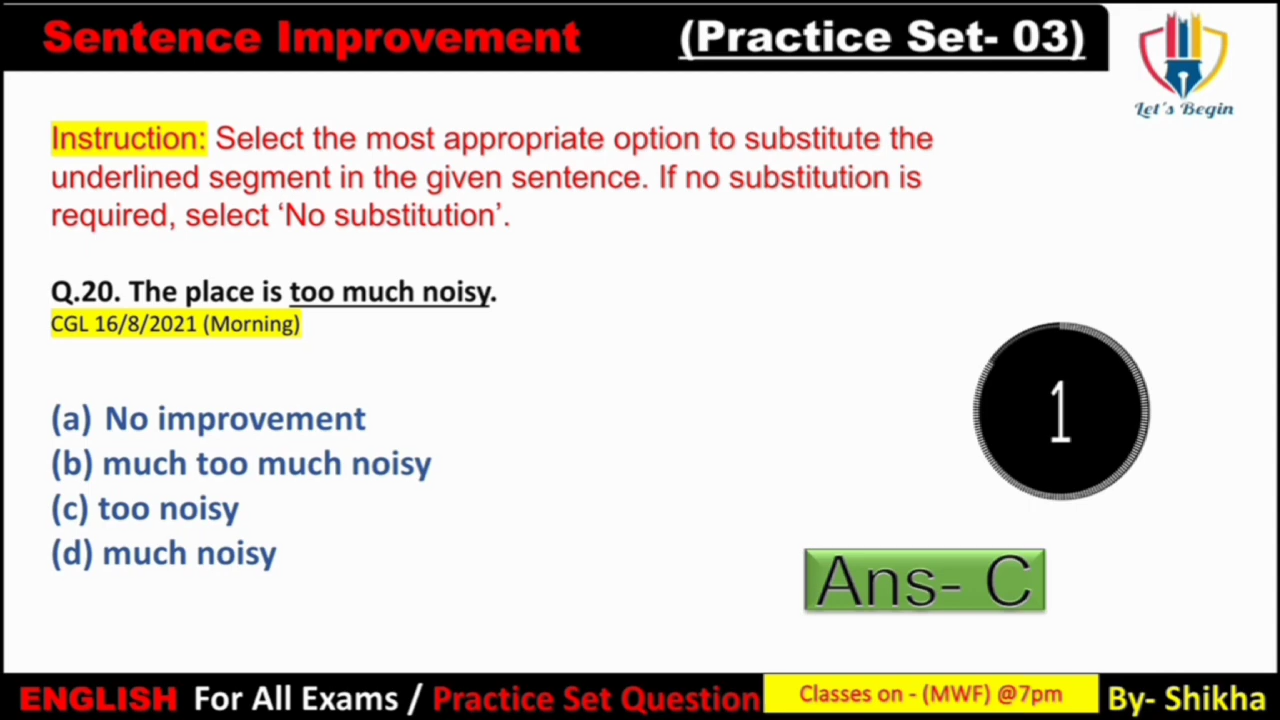 Sentence Improvement (Practice Set- 03)
Let's Begin
Instruction: Select the most appropriate option to substitute the
underlined segment in the given sentence. If no substitution is
required, select ‘No substitution’.
Q.20. The place is too much noisy.
CGL 16/8/2021 (Morning)
(a) No improvement
(b) much too much noisy
(c) too noisy
(d) much noisy
1
Ans- C
ENGLISH For All Exams / Practice Set Question Classes on - (MWF) @7pm By- Shikha